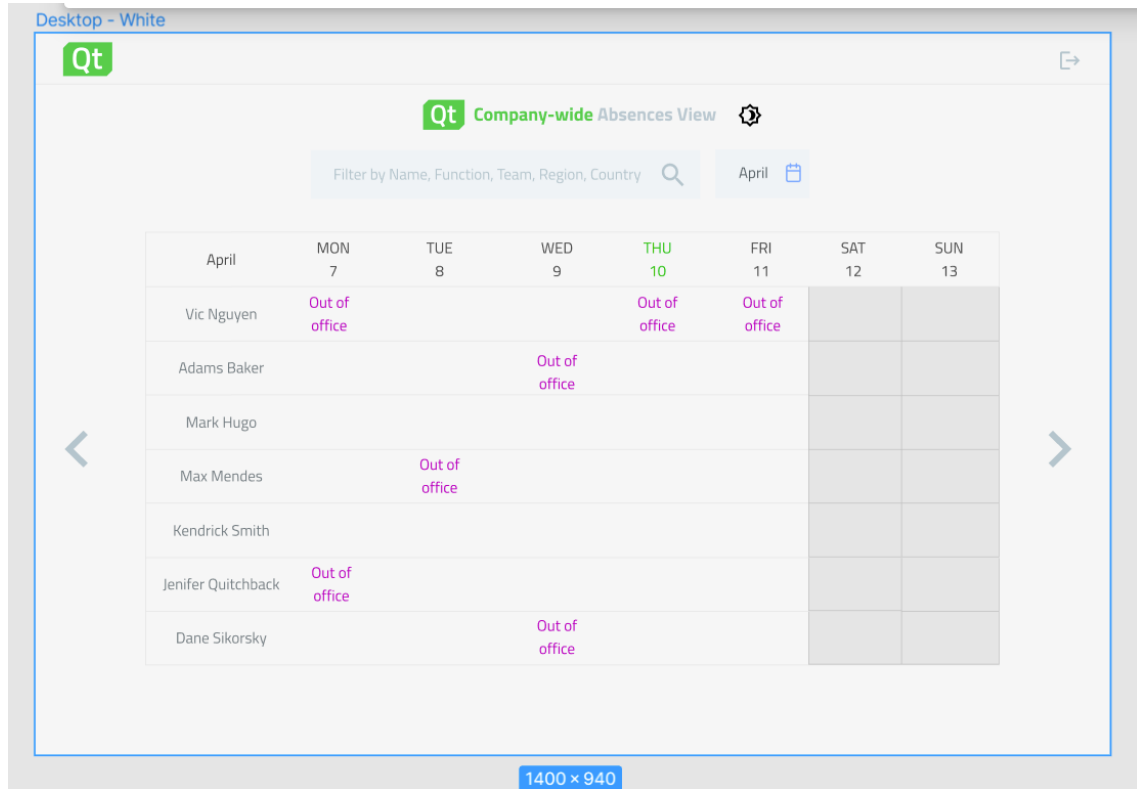 Desktop - White
Qt
Qt Company-wide Absences View
Filter by Name, Function, Team, Region, Country
April
April
MON
7
TUE
8
WED
9
THU
10
FRI
11
SAT
12
SUN
13
Vic Nguyen
Out of
office
Out of
office
Out of
office
Adams Baker
Out of
office
Mark Hugo
Max Mendes
Out of
office
Kendrick Smith
Jenifer Quitchback
Out of
office
Dane Sikorsky
Out of
office
1400 × 940